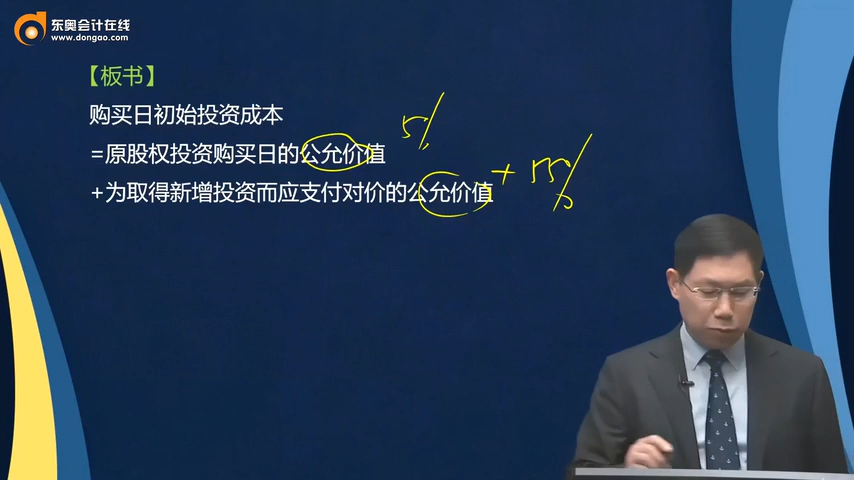 东奥会计在线
www.dongao.com
【板书】
购买日初始投资成本
=原股权投资购买日的公允价值
5%
+为取得新增投资而应支付对价的公允价值
+ 55%